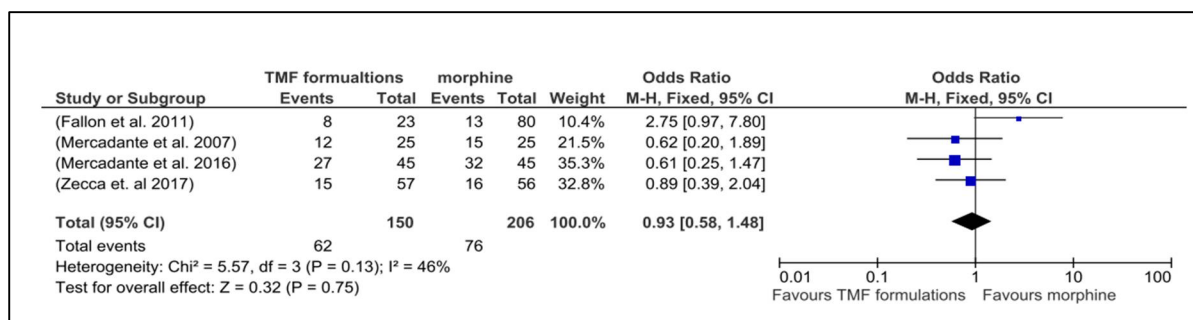 TMF formualtions morphine Odds Ratio Odds Ratio
Study or Subgroup Events Total Events Total Weight M-H, Fixed, 95% CI M-H, Fixed, 95% CI
(Fallon et al. 2011) 8 23 13 80 10.4% 2.75 [0.97, 7.80]
(Mercadante et al. 2007) 12 25 15 25 21.5% 0.62 [0.20, 1.89]
(Mercadante et al. 2016) 27 45 32 45 35.3% 0.61 [0.25, 1.47]
(Zecca et. al 2017) 15 57 16 56 32.8% 0.89 [0.39, 2.04]
Total (95% CI) 150 206 100.0% 0.93 [0.58, 1.48]
Total events 62 76
Heterogeneity: Chi² = 5.57, df = 3 (P = 0.13); I² = 46%
Test for overall effect: Z = 0.32 (P = 0.75)
0.01 0.1 1 10 100
Favours TMF formulations Favours morphine